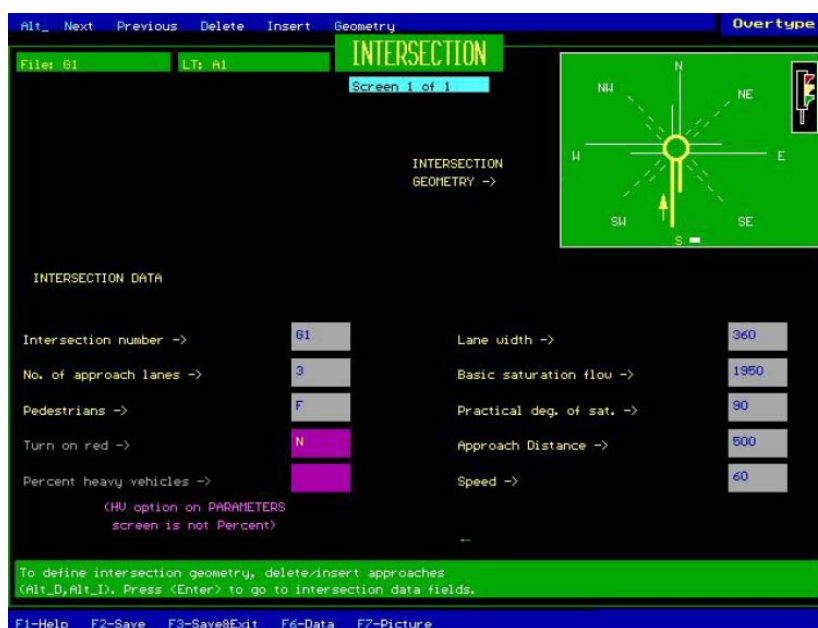 Alt_ Next Previous Delete Insert Geometry Overtype
File: G1 LT: A1 INTERSECTION
Screen 1 of 1
N
NW NE
W E
SW SE
S
INTERSECTION
GEOMETRY ->
INTERSECTION DATA
Intersection number -> G1 Lane width -> 360
No. of approach lanes -> 3 Basic saturation flow -> 1950
Pedestrians -> F Practical deg. of sat. -> 90
Turn on red -> N Approach Distance -> 500
Percent heavy vehicles -> Speed -> 60
(HV option on PARAMETERS
screen is not Percent)
To define intersection geometry, delete/insert approaches
(Alt_D,Alt_I). Press <Enter> to go to intersection data fields.
F1-Help F2-Save F3-Save&Exit F6-Data F7-Picture